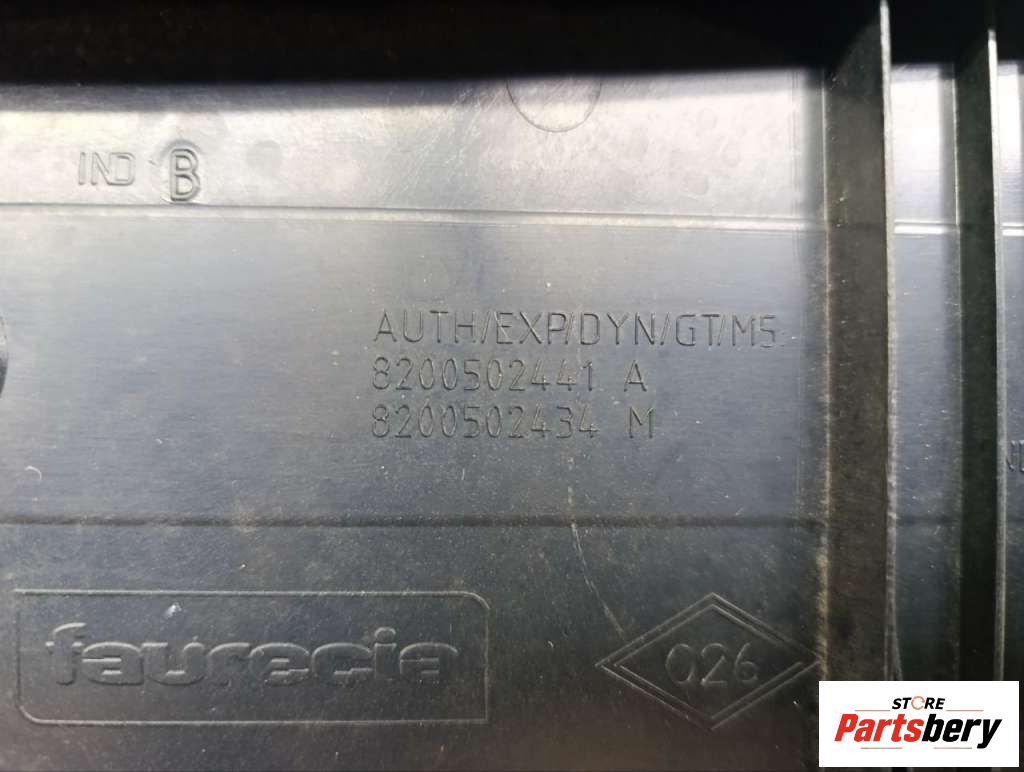 IND B
AUTH/EXP/DYN/GT/M5
8200502441 A
8200502434 M
faurecia
026
STORE
Partsbery